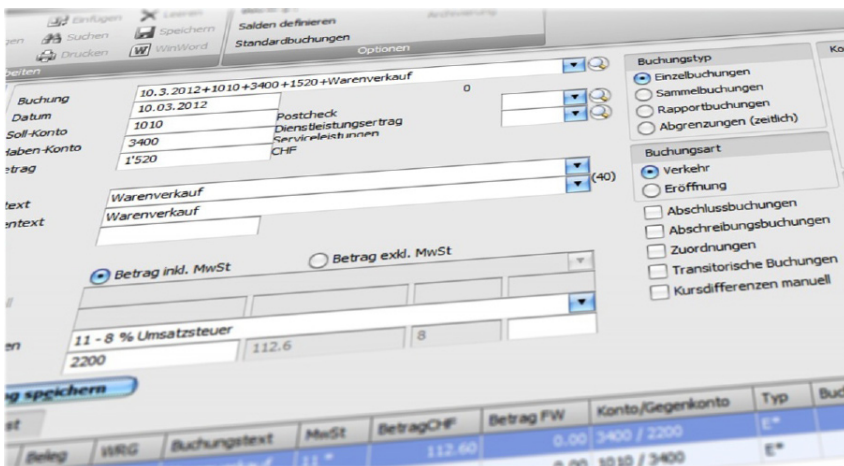 Einfügen
Leeren
Suchen
Speichern
Drucken
WinWord
Salden definieren
Standardbuchungen
Archivierung
Optionen
Buchung
10.3.2012+1010+3400+1520+Warenverkauf
Datum
10.03.2012
0
Soll-Konto
1010
Postcheck
Haben-Konto
3400
Dienstleistungsertrag
Serviceleistungen
1'520
CHF
Warenverkauf
(40)
Warenverkauf
Betrag inkl. MwSt
Betrag exkl. MwSt
11 - 8 % Umsatzsteuer
2200
112.6
8
speichern
Buchungstyp
Einzelbuchungen
Sammelbuchungen
Rapportbuchungen
Abgrenzungen (zeitlich)
Buchungsart
Verkehr
Eröffnung
Abschlussbuchungen
Abschreibungsbuchungen
Zuordnungen
Transitorische Buchungen
Kursdifferenzen manuell
Beleg WRG Buchungstext MwSt BetragCHF Betrag FW Konto/Gegenkonto Typ
11 * 112.60 0.00 3400 / 2200 E*
0.00 1010 / 3400 E*